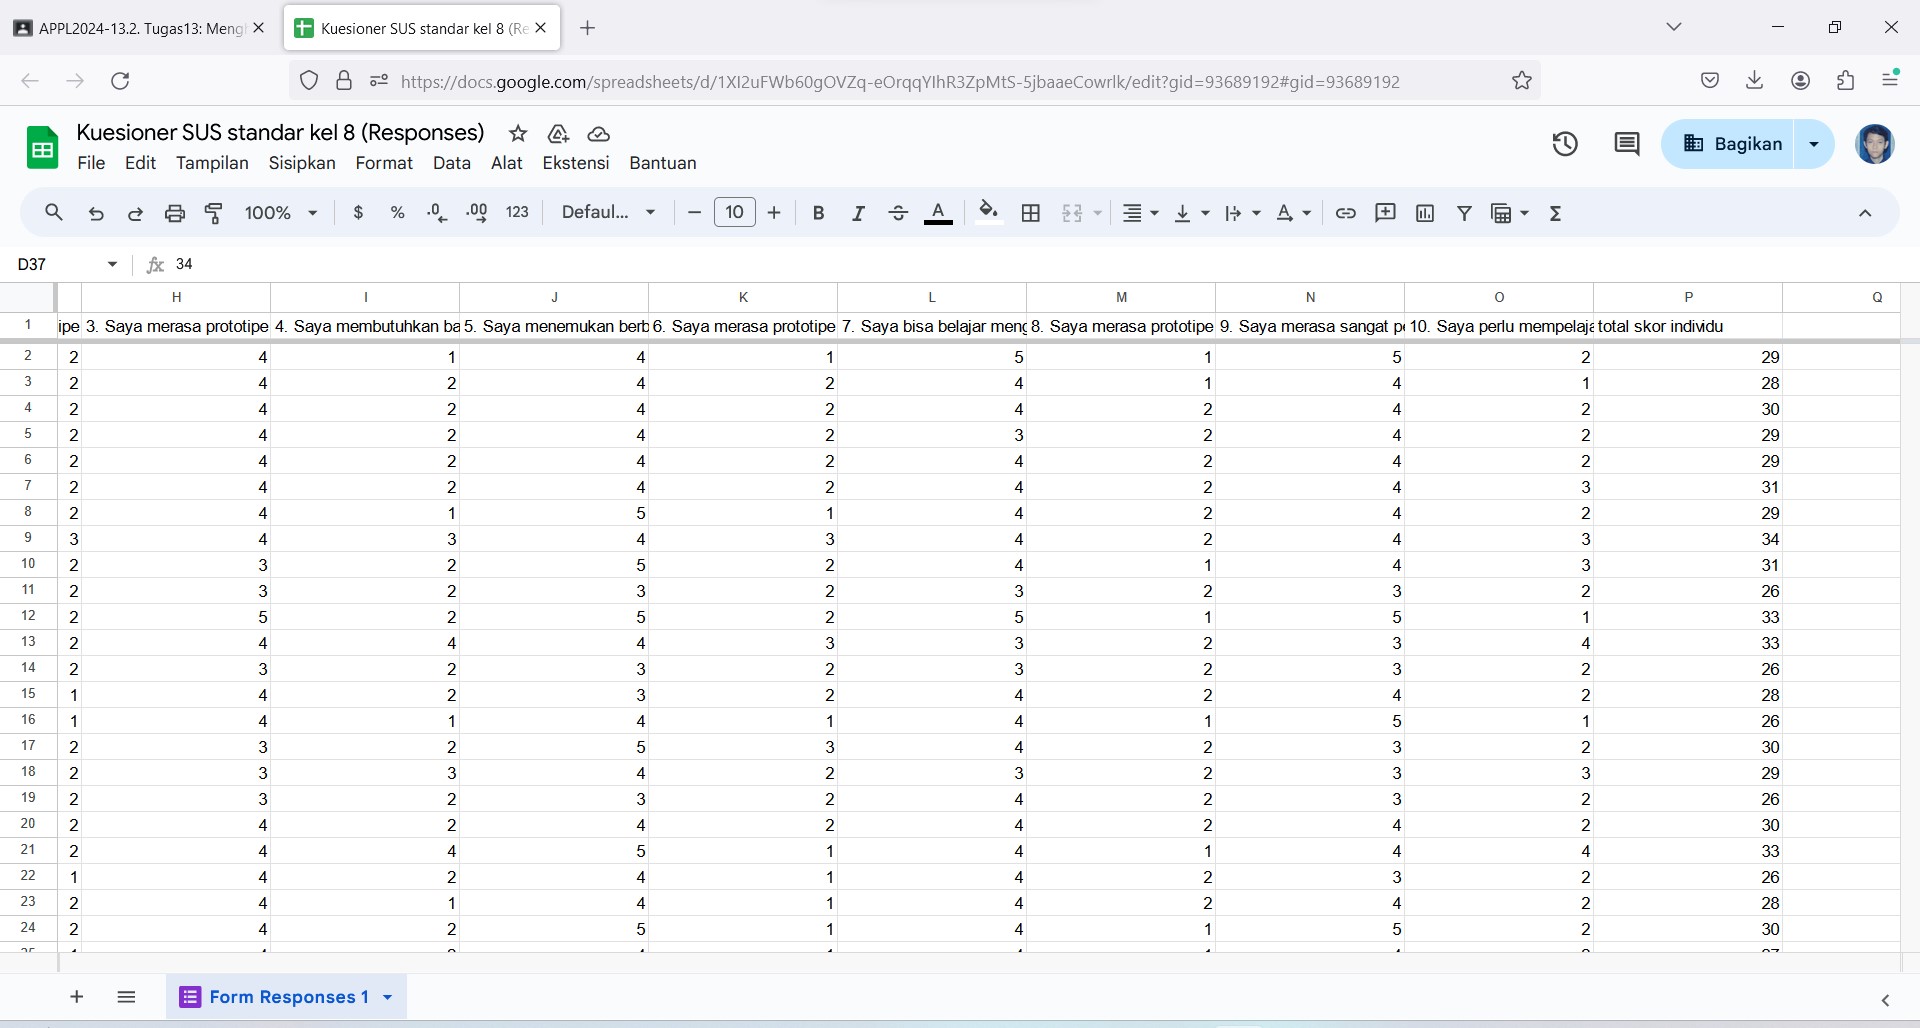 APPL2024-13.2. Tugas13: Mengh
Kuesioner SUS standar kel 8 (Re
https://docs.google.com/spreadsheets/d/1XI2uFWb60gOVZq-eOrqqYIhR3ZpMtS-5jbaaeCowrlk/edit?gid=93689192#gid=93689192
Kuesioner SUS standar kel 8 (Responses)
File Edit Tampilan Sisipkan Format Data Alat Ekstensi Bantuan
Bagikan
100% $ % .0 .00 123 Defaul... 10 B I S A
D37 fx 34
H I J K L M N O P Q
1 ipe 3. Saya merasa prototipe 4. Saya membutuhkan ba 5. Saya menemukan berb 6. Saya merasa prototipe 7. Saya bisa belajar meng 8. Saya merasa prototipe 9. Saya merasa sangat pe 10. Saya perlu mempelaja total skor individu
2 2 4 1 4 1 5 1 5 2 29
3 2 4 2 4 2 4 1 4 1 28
4 2 4 2 4 2 4 2 4 2 30
5 2 4 2 4 2 3 2 4 2 29
6 2 4 2 4 2 4 2 4 2 29
7 2 4 2 4 2 4 2 4 3 31
8 2 4 1 5 1 4 2 4 2 29
9 3 4 3 4 3 4 2 4 3 34
10 2 3 2 5 2 4 1 4 3 31
11 2 3 2 3 2 3 2 3 2 26
12 2 5 2 5 2 5 1 5 1 33
13 2 4 4 4 3 3 2 3 4 33
14 2 3 2 3 2 3 2 3 2 26
15 1 4 2 3 2 4 2 4 2 28
16 1 4 1 4 1 4 1 5 1 26
17 2 3 2 5 3 4 2 3 2 30
18 2 3 3 4 2 3 2 3 3 29
19 2 3 2 3 2 4 2 3 2 26
20 2 4 2 4 2 4 2 4 2 30
21 2 4 4 5 1 4 1 4 4 33
22 1 4 2 4 1 4 2 3 2 26
23 2 4 1 4 1 4 2 4 2 28
24 2 4 2 5 1 4 1 5 2 30
Form Responses 1